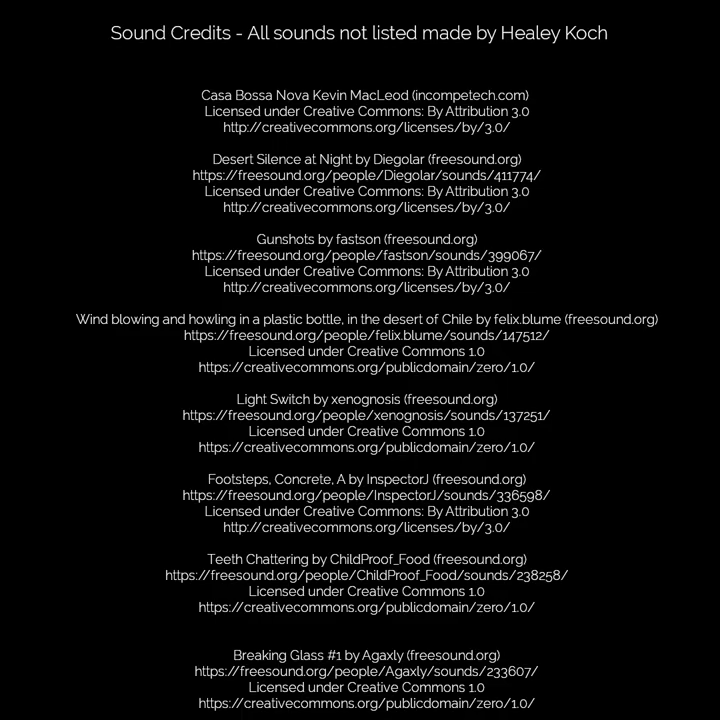 Sound Credits - All sounds not listed made by Healey Koch
Casa Bossa Nova Kevin MacLeod (incompetech.com)
Licensed under Creative Commons: By Attribution 3.0
http://creativecommons.org/licenses/by/3.0/
Desert Silence at Night by Diegolar (freesound.org)
https://freesound.org/people/Diegolar/sounds/411774/
Licensed under Creative Commons: By Attribution 3.0
http://creativecommons.org/licenses/by/3.0/
Gunshots by fastson (freesound.org)
https://freesound.org/people/fastson/sounds/399067/
Licensed under Creative Commons: By Attribution 3.0
http://creativecommons.org/licenses/by/3.0/
Wind blowing and howling in a plastic bottle, in the desert of Chile by felix.blume (freesound.org)
https://freesound.org/people/felix.blume/sounds/147512/
Licensed under Creative Commons 1.0
https://creativecommons.org/publicdomain/zero/1.0/
Light Switch by xenognosis (freesound.org)
https://freesound.org/people/xenognosis/sounds/137251/
Licensed under Creative Commons 1.0
https://creativecommons.org/publicdomain/zero/1.0/
Footsteps, Concrete, A by InspectorJ (freesound.org)
https://freesound.org/people/InspectorJ/sounds/336598/
Licensed under Creative Commons: By Attribution 3.0
http://creativecommons.org/licenses/by/3.0/
Teeth Chattering by ChildProof_Food (freesound.org)
https://freesound.org/people/ChildProof_Food/sounds/238258/
Licensed under Creative Commons 1.0
https://creativecommons.org/publicdomain/zero/1.0/
Breaking Glass #1 by Agaxly (freesound.org)
https://freesound.org/people/Agaxly/sounds/233607/
Licensed under Creative Commons 1.0
https://creativecommons.org/publicdomain/zero/1.0/